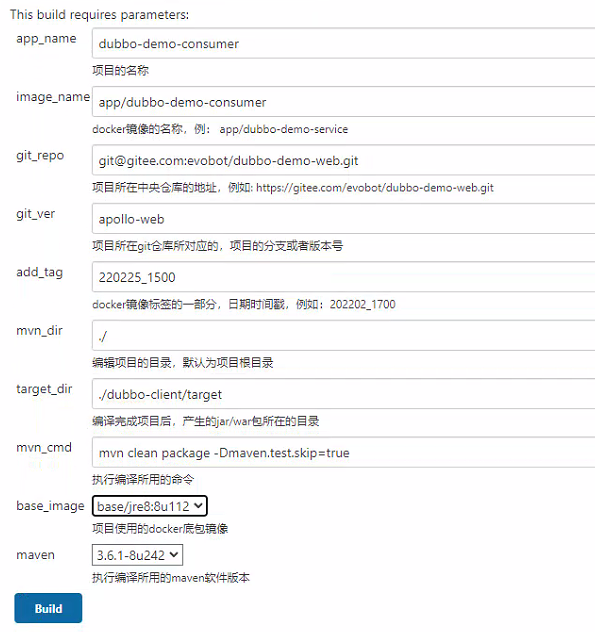 This build requires parameters:
app_name
dubbo-demo-consumer
项目的名称
image_name
app/dubbo-demo-consumer
docker镜像的名称，例： app/dubbo-demo-service
git_repo
git@gitee.com:evobot/dubbo-demo-web.git
项目所在中央仓库的地址，例如: https://gitee.com/evobot/dubbo-demo-web.git
git_ver
apollo-web
项目所在git仓库所对应的，项目的分支或者版本号
add_tag
220225_1500
docker镜像标签的一部分，日期时间戳，例如：202202_1700
mvn_dir
./
编辑项目的目录，默认为项目根目录
target_dir
./dubbo-client/target
编译完成项目后，产生的jar/war包所在的目录
mvn_cmd
mvn clean package -Dmaven.test.skip=true
执行编译所用的命令
base_image
base/jre8:8u112
项目使用的docker底包镜像
maven
3.6.1-8u242
执行编译所用的maven软件版本
Build